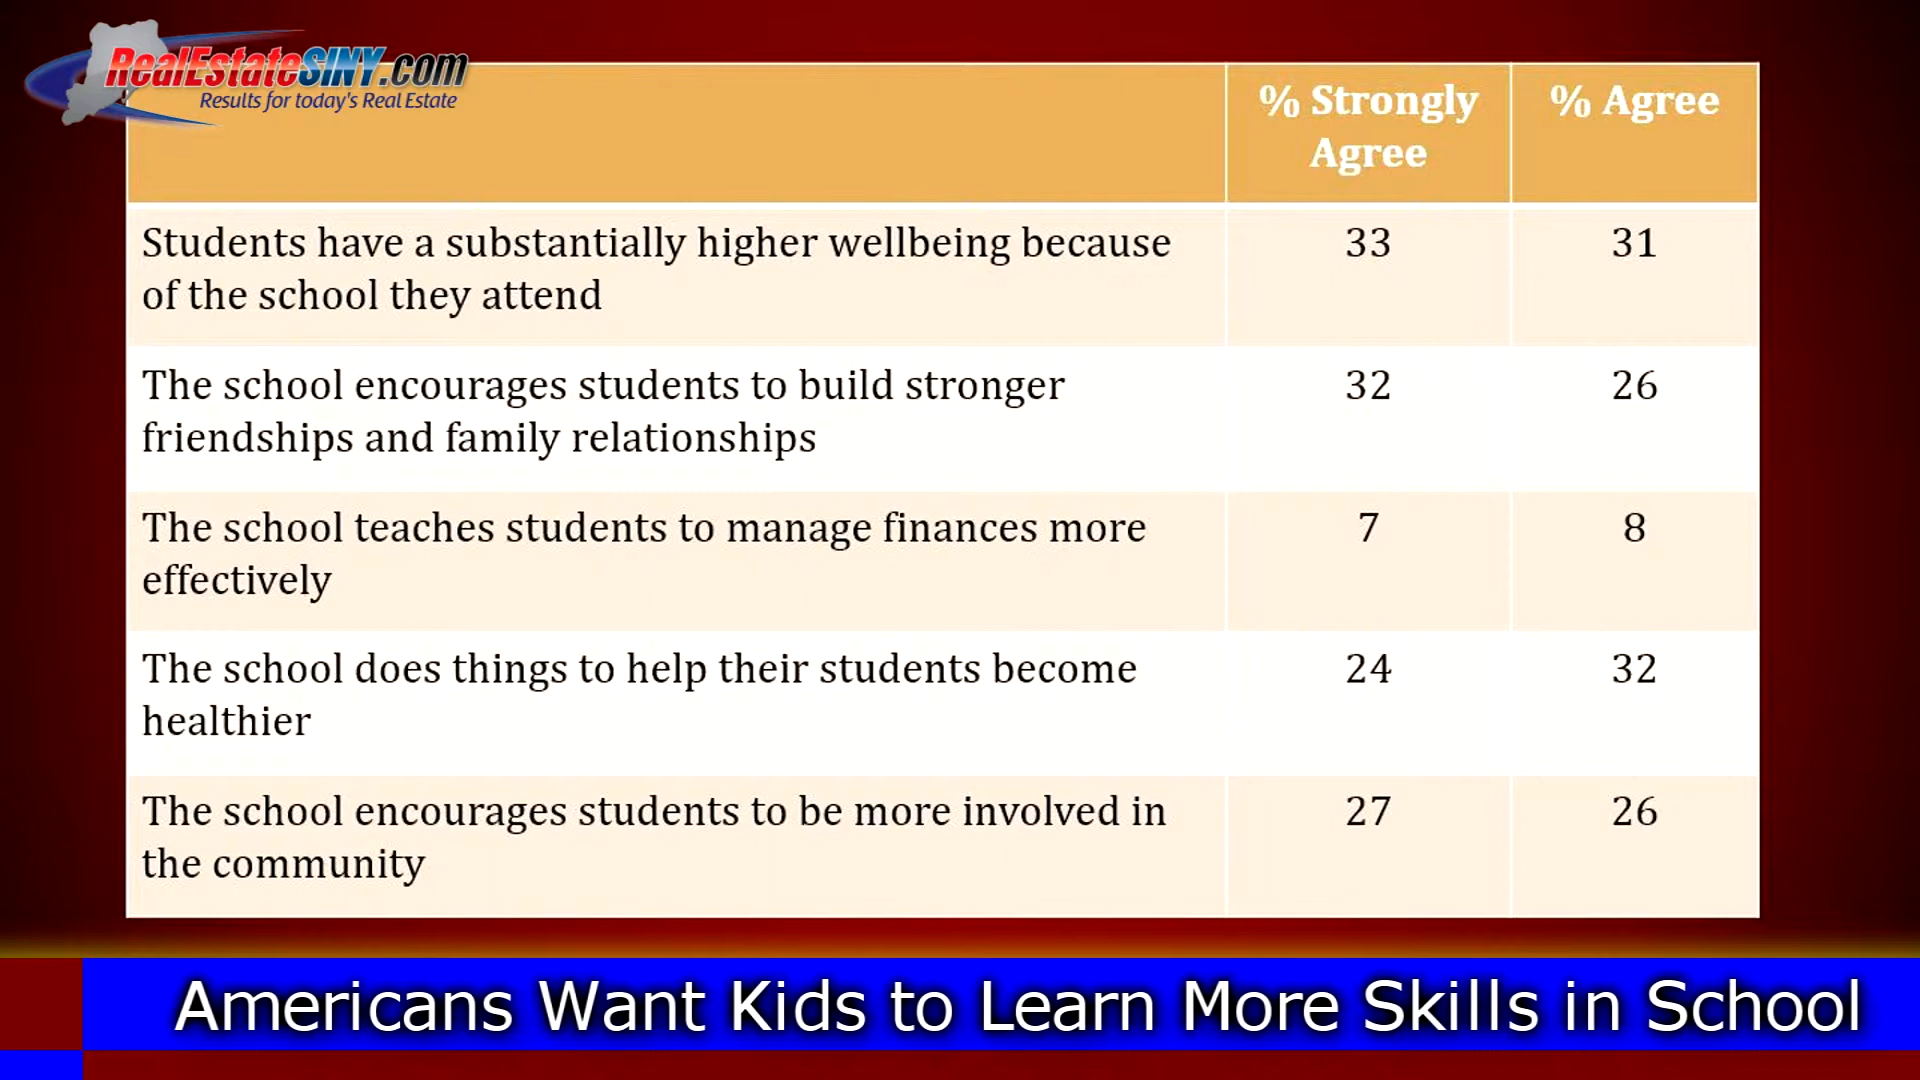 RealEstateSINY.com
Results for today's Real Estate
% Strongly
Agree
% Agree
Students have a substantially higher wellbeing because
of the school they attend
33
31
The school encourages students to build stronger
friendships and family relationships
32
26
The school teaches students to manage finances more
effectively
7
8
The school does things to help their students become
healthier
24
32
The school encourages students to be more involved in
the community
27
26
Americans Want Kids to Learn More Skills in School